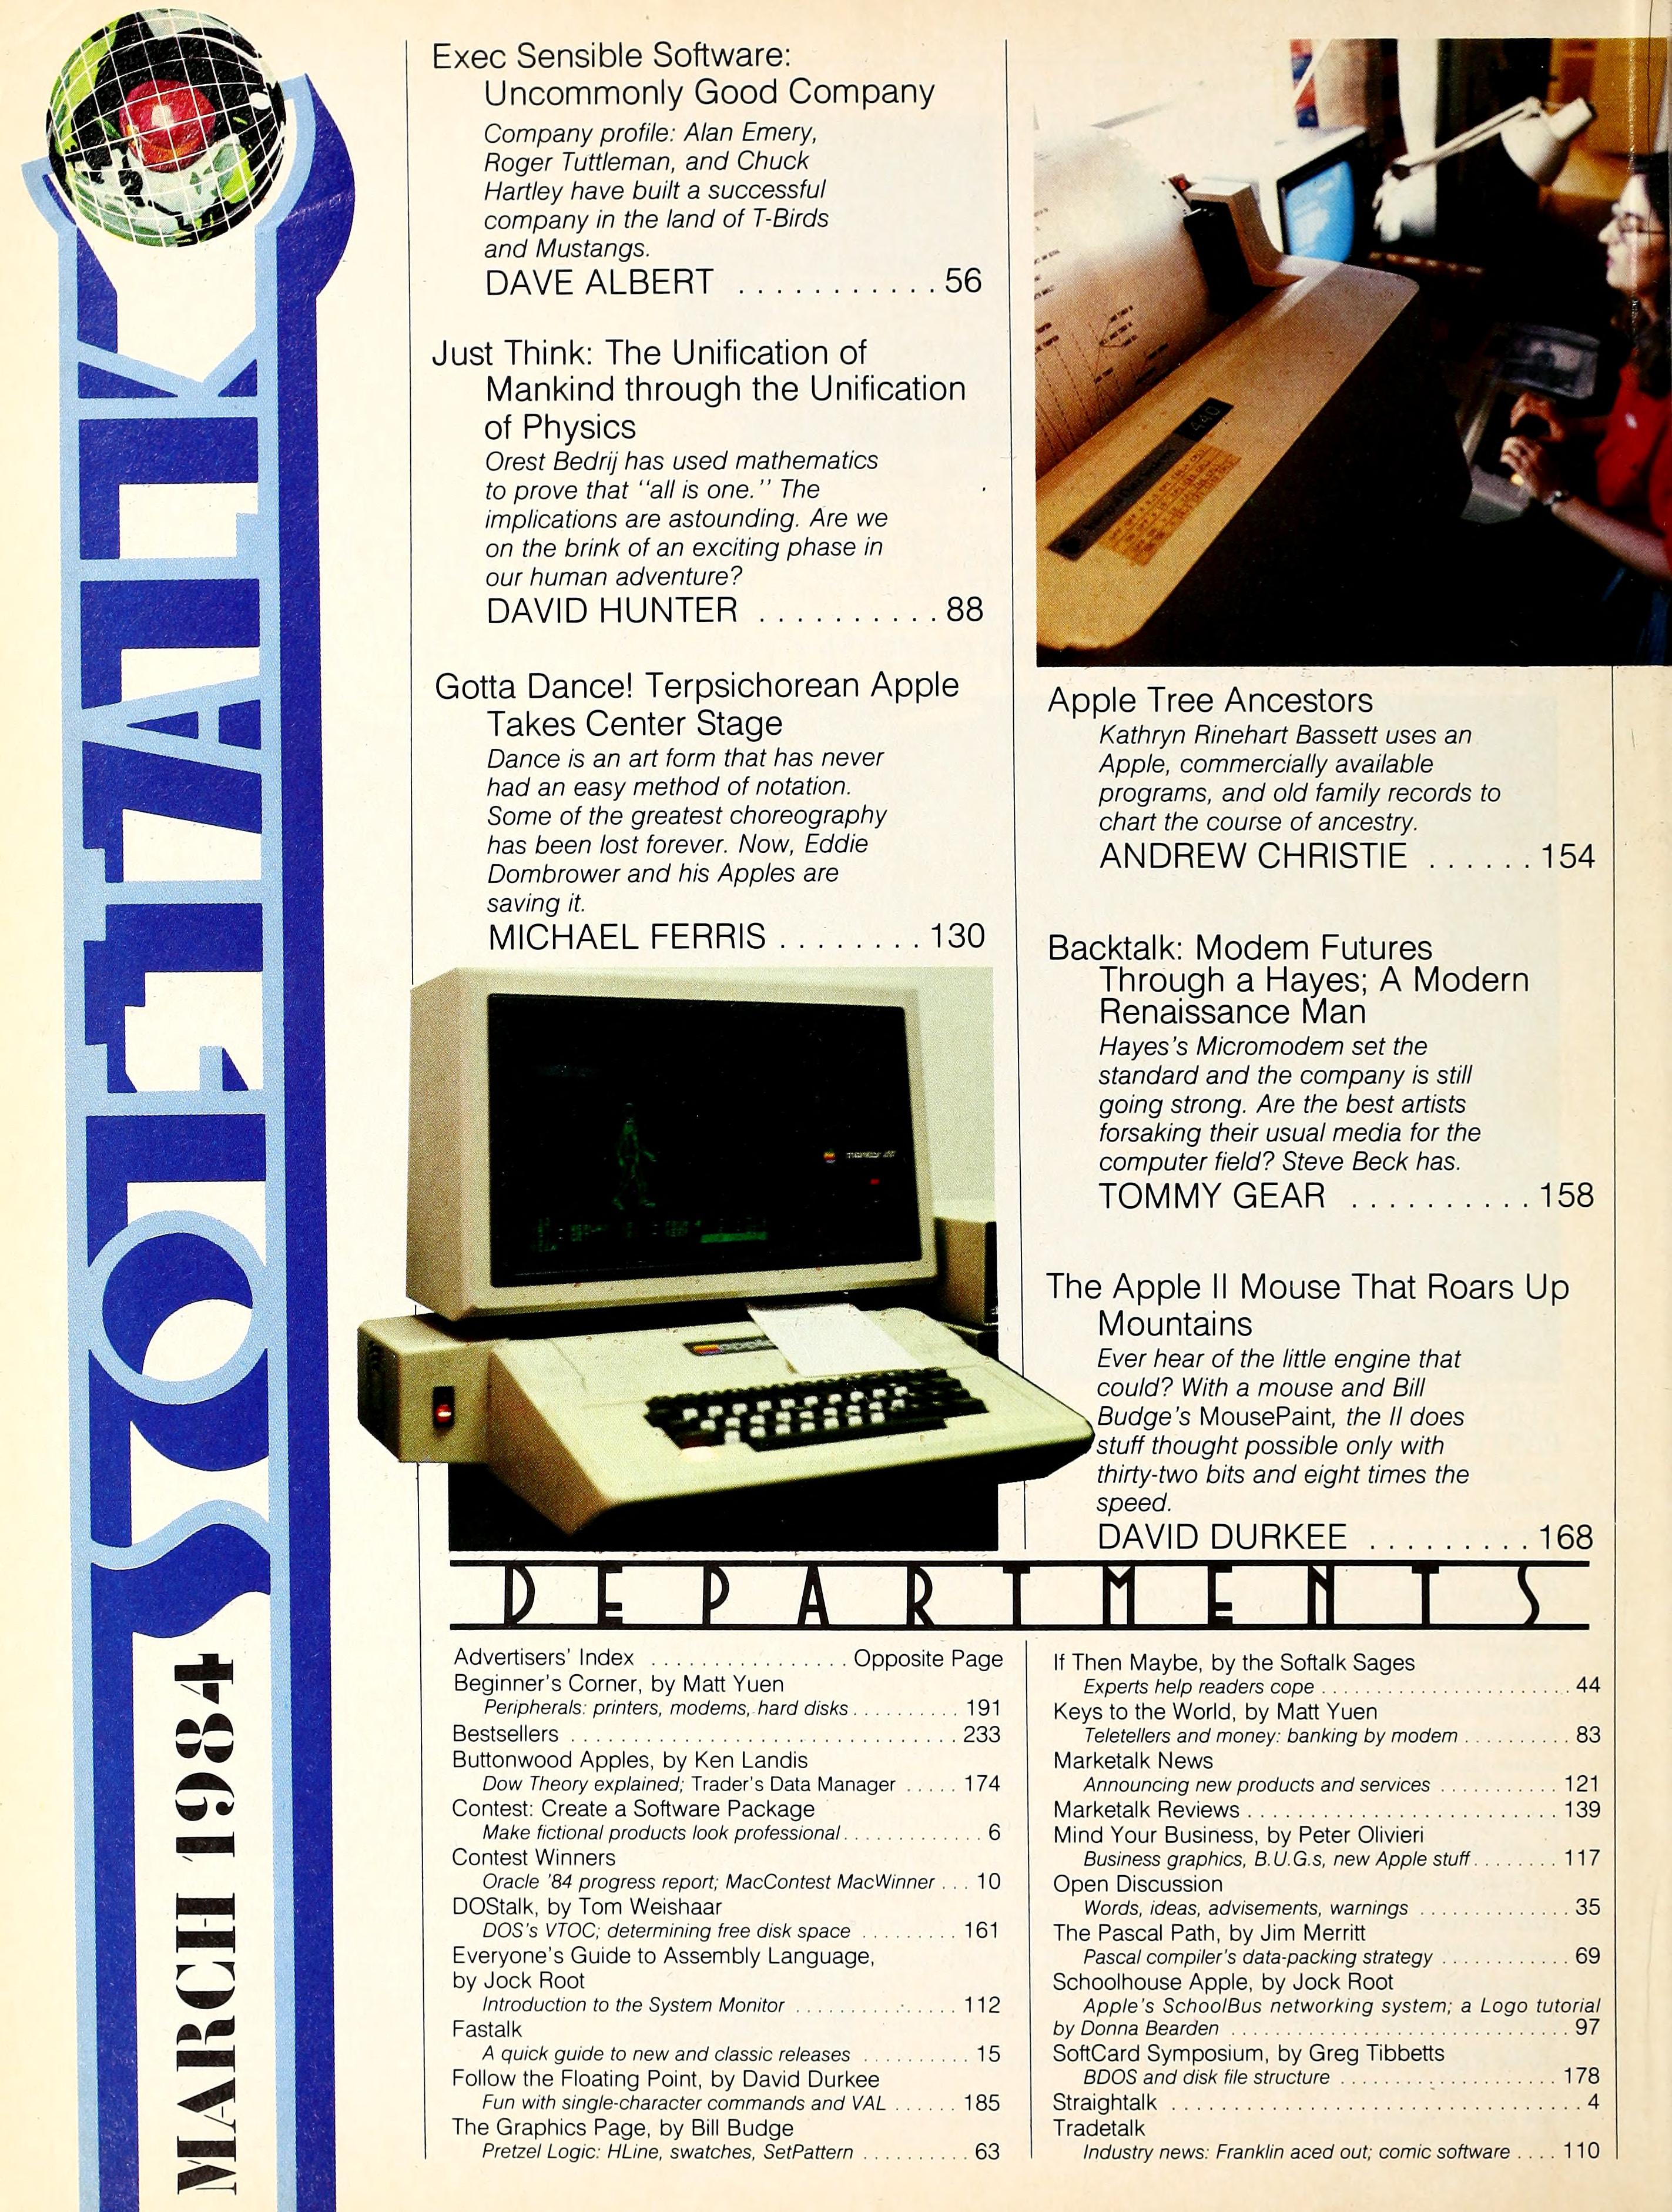 SOFTALK
MARCH 1984
Exec Sensible Software:
Uncommonly Good Company
Company profile: Alan Emery,
Roger Tuttleman, and Chuck
Hartley have built a successful
company in the land of T-Birds
and Mustangs.
DAVE ALBERT ........... 56
Just Think: The Unification of
Mankind through the Unification
of Physics
Orest Bedrij has used mathematics
to prove that "all is one." The
implications are astounding. Are we
on the brink of an exciting phase in
our human adventure?
DAVID HUNTER .......... 88
Gotta Dance! Terpsichorean Apple
Takes Center Stage
Dance is an art form that has never
had an easy method of notation.
Some of the greatest choreography
has been lost forever. Now, Eddie
Dombrower and his Apples are
saving it.
MICHAEL FERRIS ........ 130
440
Apple Tree Ancestors
Kathryn Rinehart Bassett uses an
Apple, commercially available
programs, and old family records to
chart the course of ancestry.
ANDREW CHRISTIE ...... 154
Backtalk: Modem Futures
Through a Hayes; A Modern
Renaissance Man
Hayes's Micromodem set the
standard and the company is still
going strong. Are the best artists
forsaking their usual media for the
computer field? Steve Beck has.
TOMMY GEAR .......... 158
The Apple II Mouse That Roars Up
Mountains
Ever hear of the little engine that
could? With a mouse and Bill
Budge's MousePaint, the II does
stuff thought possible only with
thirty-two bits and eight times the
speed.
DAVID DURKEE ......... 168
DEPARTMENTS
Advertisers' Index ................ Opposite Page
Beginner's Corner, by Matt Yuen
Peripherals: printers, modems, hard disks .......... 191
Bestsellers ................................ 233
Buttonwood Apples, by Ken Landis
Dow Theory explained; Trader's Data Manager ..... 174
Contest: Create a Software Package
Make fictional products look professional ............. 6
Contest Winners
Oracle '84 progress report; MacContest MacWinner ... 10
DOStalk, by Tom Weishaar
DOS's VTOC; determining free disk space ......... 161
Everyone's Guide to Assembly Language,
by Jock Root
Introduction to the System Monitor ............... 112
Fastalk
A quick guide to new and classic releases .......... 15
Follow the Floating Point, by David Durkee
Fun with single-character commands and VAL ...... 185
The Graphics Page, by Bill Budge
Pretzel Logic: HLine, swatches, SetPattern .......... 63
If Then Maybe, by the Softalk Sages
Experts help readers cope ........................ 44
Keys to the World, by Matt Yuen
Teletellers and money: banking by modem .......... 83
Marketalk News
Announcing new products and services ........... 121
Marketalk Reviews .............................. 139
Mind Your Business, by Peter Olivieri
Business graphics, B.U.G.s, new Apple stuff ........ 117
Open Discussion
Words, ideas, advisements, warnings .............. 35
The Pascal Path, by Jim Merritt
Pascal compiler's data-packing strategy ............ 69
Schoolhouse Apple, by Jock Root
Apple's SchoolBus networking system; a Logo tutorial
by Donna Bearden ................................ 97
SoftCard Symposium, by Greg Tibbetts
BDOS and disk file structure ..................... 178
Straightalk ..................................... 4
Tradetalk
Industry news: Franklin aced out; comic software .... 110